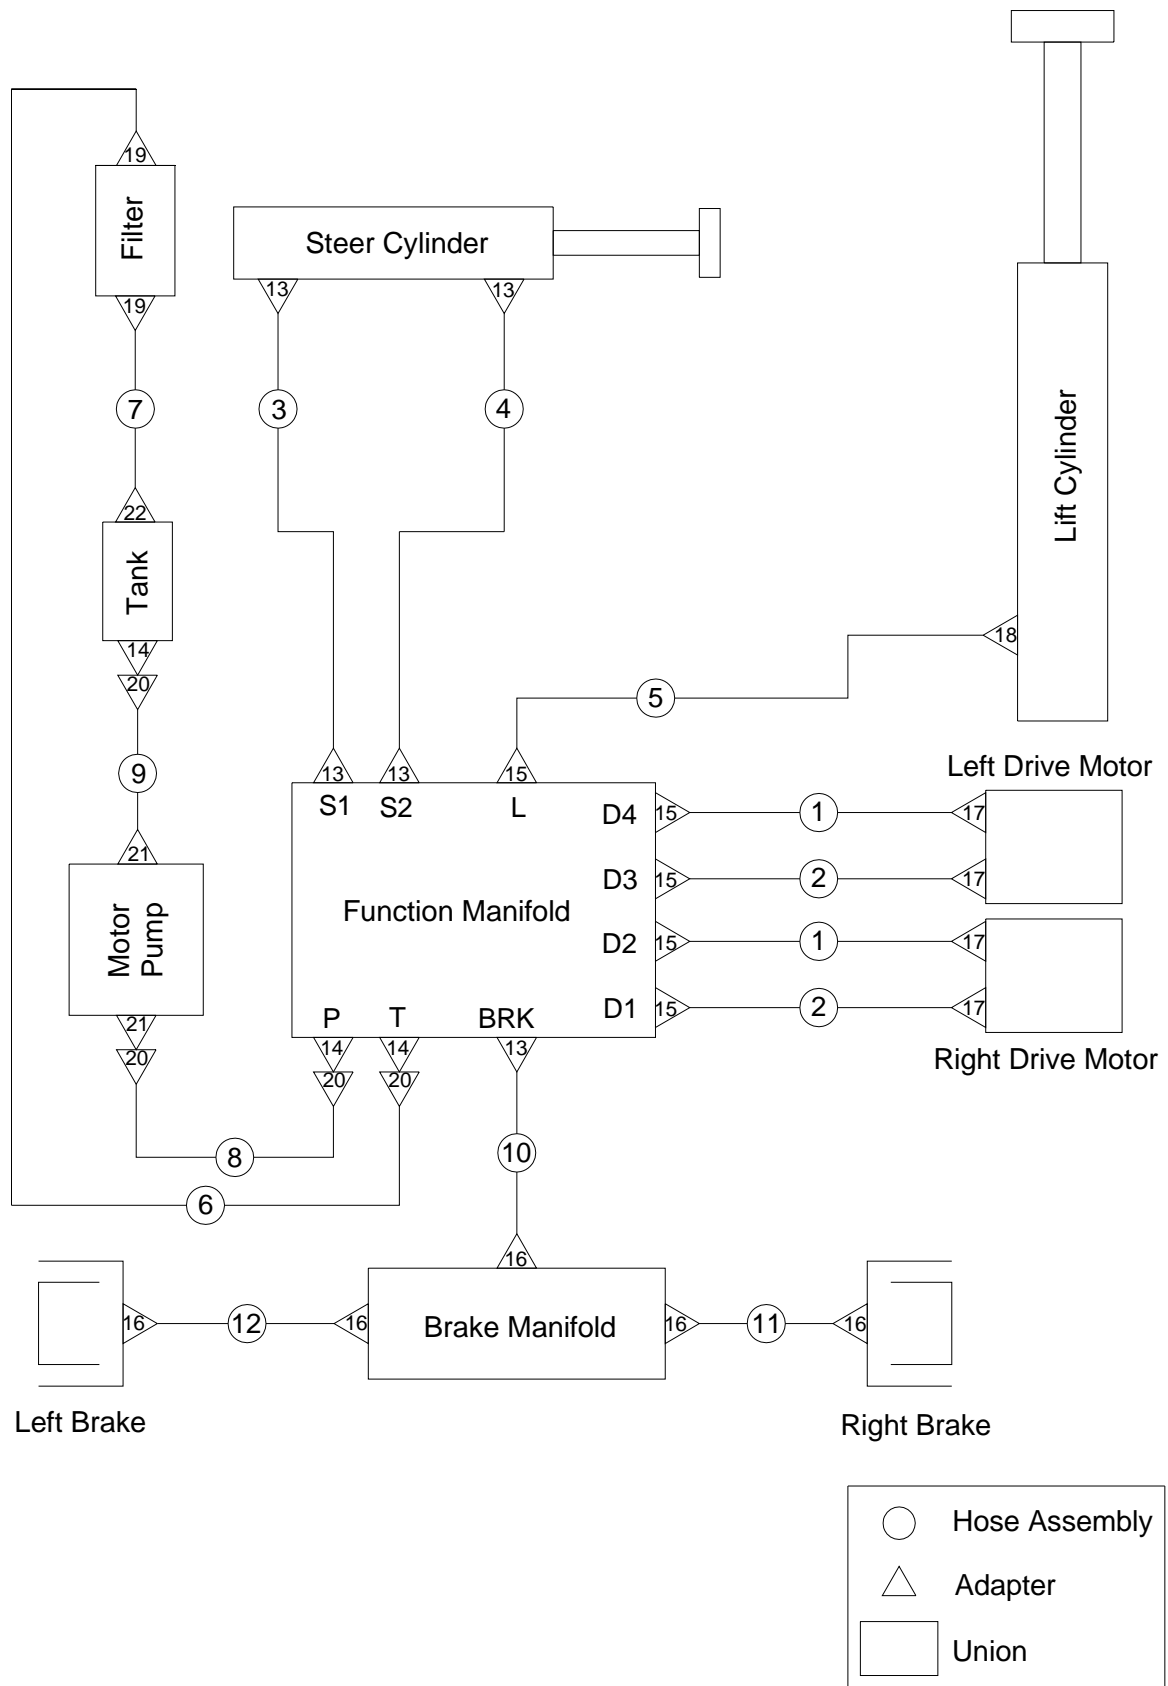 19
Filter
19
7
22
Tank
14
20
9
21
Motor
Pump
21
20
8
6
Steer Cylinder
13
13
3
4
Lift Cylinder
18
5
13
13
15
S1
S2
L
Function Manifold
D4
D3
D2
D1
P
T
BRK
14
14
13
20
20
15
1
17
15
2
17
15
1
17
15
2
17
Left Drive Motor
Right Drive Motor
10
16
Brake Manifold
16
12
16
16
11
16
Left Brake
Right Brake
Hose Assembly
Adapter
Union